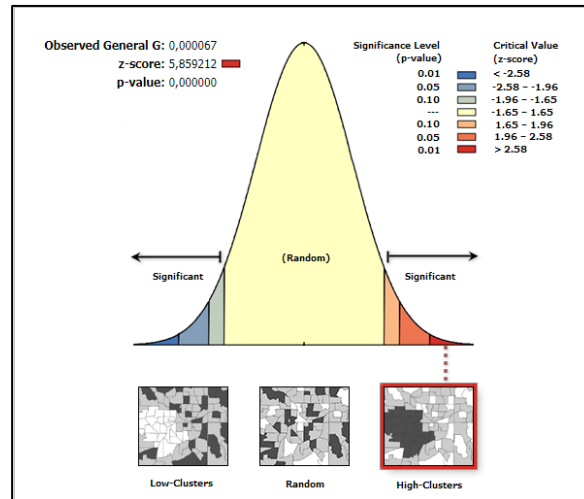 Observed General G: 0,000067
z-score: 5,859212
p-value: 0,000000
Significance Level
(p-value)
Critical Value
(z-score)
0.01 < -2.58
0.05 -2.58 – -1.96
0.10 -1.96 – -1.65
--- -1.65 – 1.65
0.10 1.65 – 1.96
0.05 1.96 – 2.58
0.01 > 2.58
Significant
(Random)
Significant
Low-Clusters
Random
High-Clusters